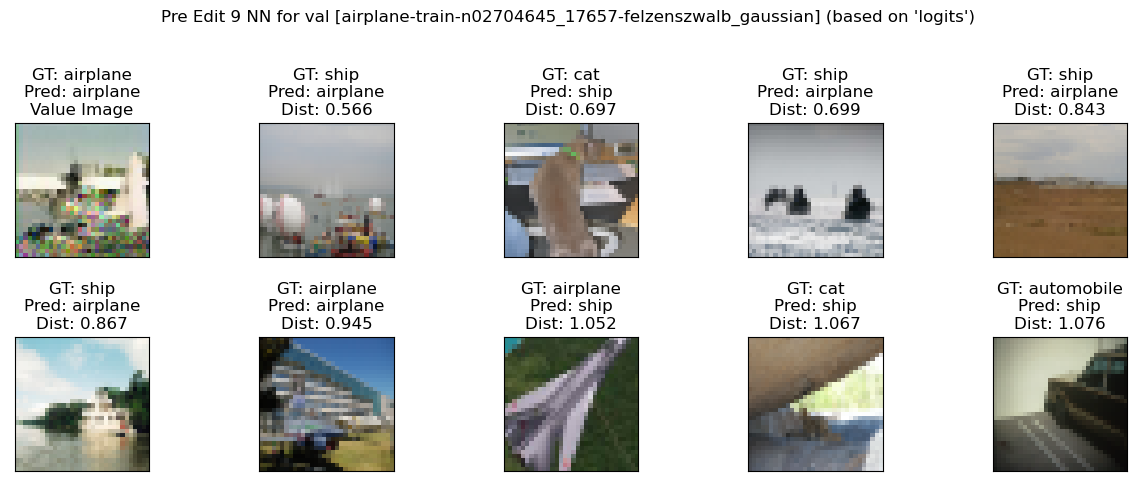 Pre Edit 9 NN for val [airplane-train-n02704645_17657-felzenszwalb_gaussian] (based on 'logits')
GT: airplane
Pred: airplane
Value Image
GT: ship
Pred: airplane
Dist: 0.566
GT: cat
Pred: ship
Dist: 0.697
GT: ship
Pred: airplane
Dist: 0.699
GT: ship
Pred: airplane
Dist: 0.843
GT: ship
Pred: airplane
Dist: 0.867
GT: airplane
Pred: airplane
Dist: 0.945
GT: airplane
Pred: ship
Dist: 1.052
GT: cat
Pred: ship
Dist: 1.067
GT: automobile
Pred: ship
Dist: 1.076